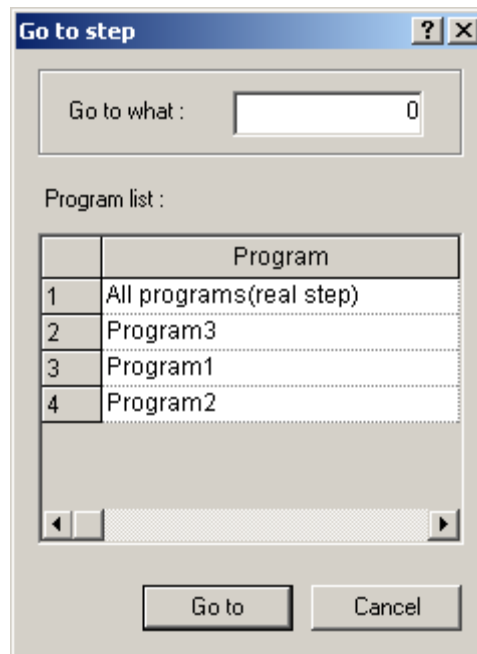 Go to step
Go to what : 0
Program list :
Program
1 All programs(real step)
2 Program3
3 Program1
4 Program2
Go to Cancel